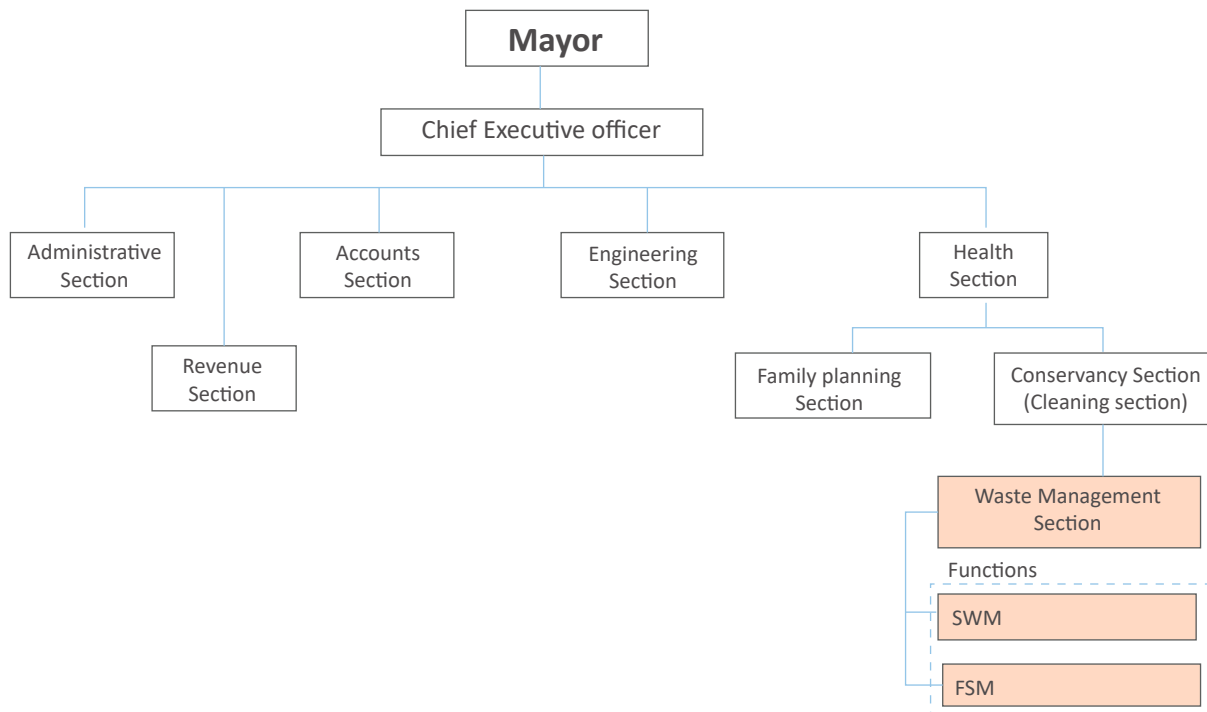 Mayor
Chief Executive officer
Administrative
Section
Accounts
Section
Engineering
Section
Health
Section
Revenue
Section
Family planning
Section
Conservancy Section
(Cleaning section)
Waste Management
Section
Functions
SWM
FSM